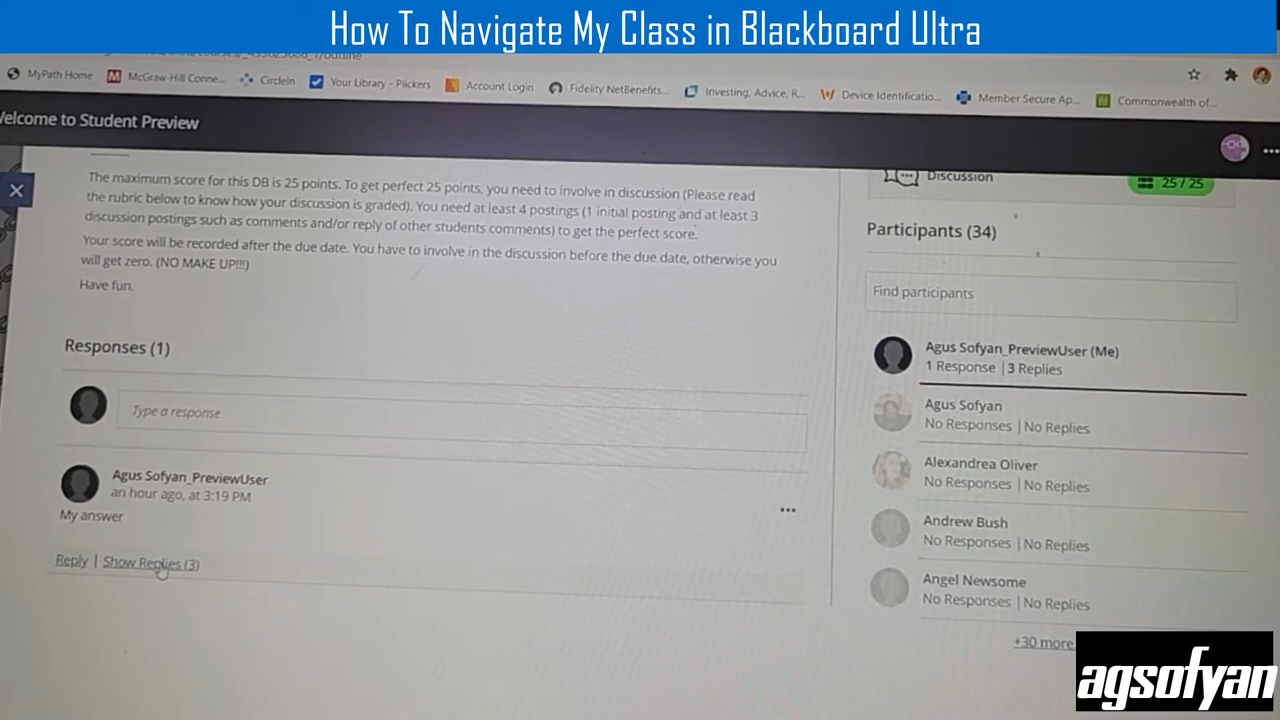 How To Navigate My Class in Blackboard Ultra
MyPath Home
McGraw-Hill Conne...
CircleIn
Your Library - Plickers
Account Login
Fidelity NetBenefits...
Investing, Advice, R...
Device Identificatio...
Member Secure Ap...
Commonwealth of...
Welcome to Student Preview
The maximum score for this DB is 25 points. To get perfect 25 points, you need to involve in discussion (Please read
the rubric below to know how your discussion is graded). You need at least 4 postings (1 initial posting and at least 3
discussion postings such as comments and/or reply of other students comments) to get the perfect score.
Your score will be recorded after the due date. You have to involve in the discussion before the due date, otherwise you
will get zero. (NO MAKE UP!!!)
Have fun.
Responses (1)
Type a response
Agus Sofyan_PreviewUser
an hour ago, at 3:19 PM
My answer
Reply | Show Replies (3)
Discussion
25 / 25
Participants (34)
Find participants
Agus Sofyan_PreviewUser (Me)
1 Response | 3 Replies
Agus Sofyan
No Responses | No Replies
Alexandrea Oliver
No Responses | No Replies
Andrew Bush
No Responses | No Replies
Angel Newsome
No Responses | No Replies
+30 more
agsofyan